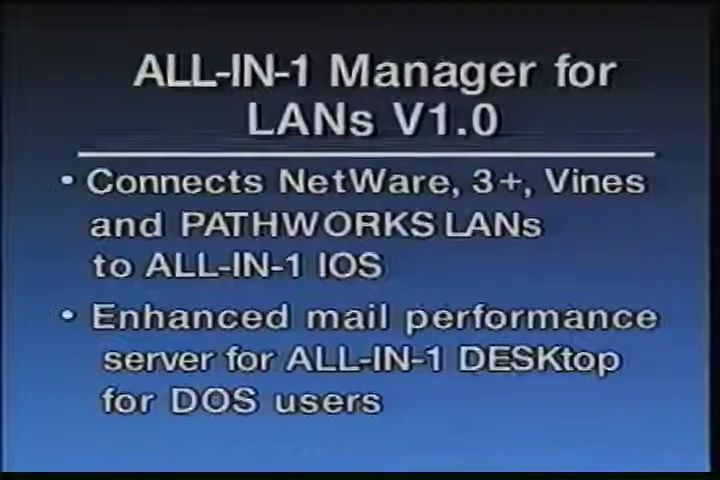 ALL-IN-1 Manager for
LANs V1.0
• Connects NetWare, 3+, Vines
and PATHWORKS LANs
to ALL-IN-1 IOS
• Enhanced mail performance
server for ALL-IN-1 DESKtop
for DOS users